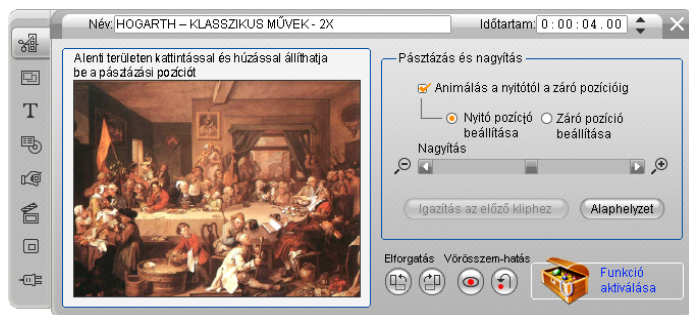 Név: HOGARTH – KLASSZIKUS MŰVEK - 2X
Időtartam: 0:00:04.00
Alenti területen kattintással és húzással állíthatja
be a pásztázási pozíciót
Pásztázás és nagyítás
Animálás a nyitótól a záró pozícióig
Nyitó pozíció
beállítása
Záró pozíció
beállítása
Nagyítás
Igazítás az előző kliphez
Alaphelyzet
Elforgatás
Vörösszem-hatás
Funkció
aktiválása
T